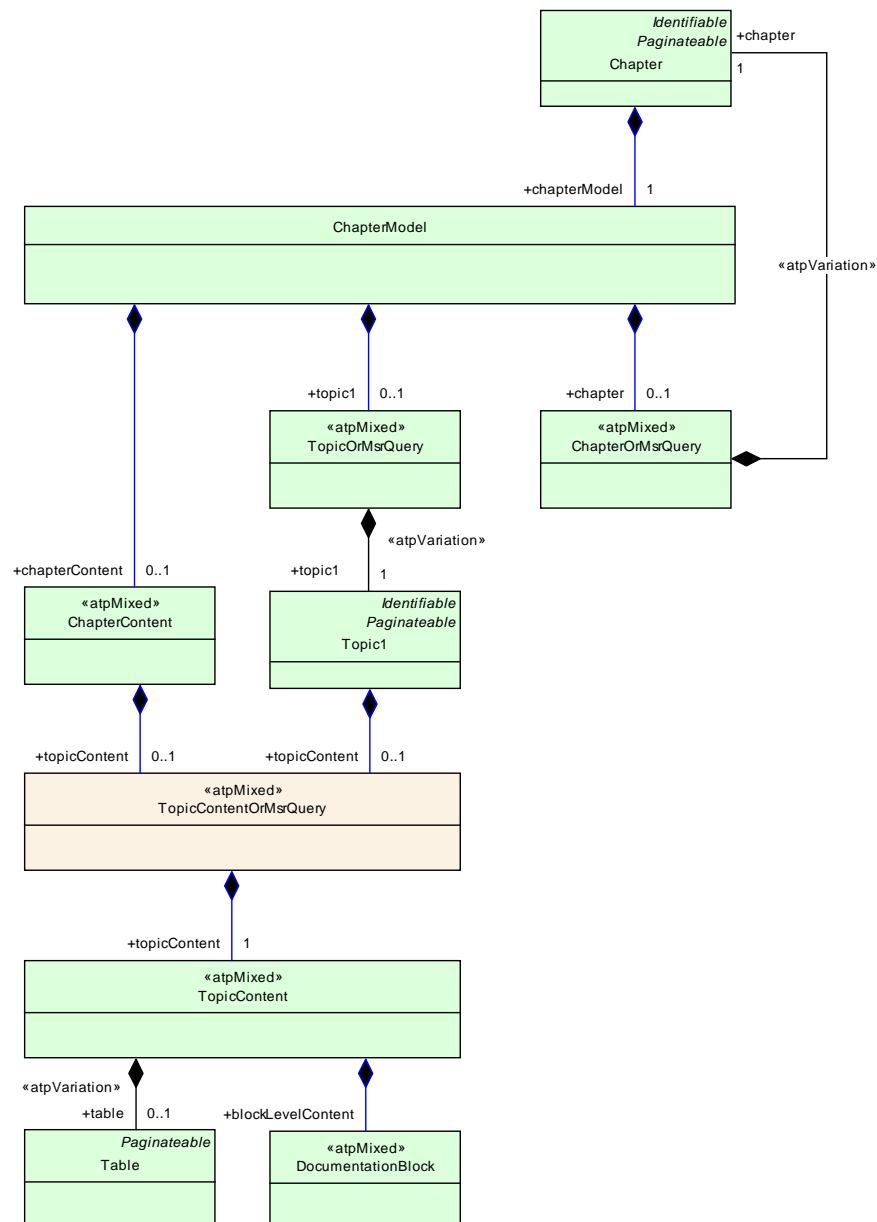 Identifiable
Paginateable
Chapter
+chapter
1
+chapterModel 1
ChapterModel
«atpVariation»
+topic1 0..1
+chapter 0..1
«atpMixed»
TopicOrMsrQuery
«atpMixed»
ChapterOrMsrQuery
«atpVariation»
+chapterContent 0..1
+topic1 1
«atpMixed»
ChapterContent
Identifiable
Paginateable
Topic1
+topicContent 0..1
+topicContent 0..1
«atpMixed»
TopicContentOrMsrQuery
+topicContent 1
«atpMixed»
TopicContent
«atpVariation»
+table 0..1
+blockLevelContent
Paginateable
Table
«atpMixed»
DocumentationBlock